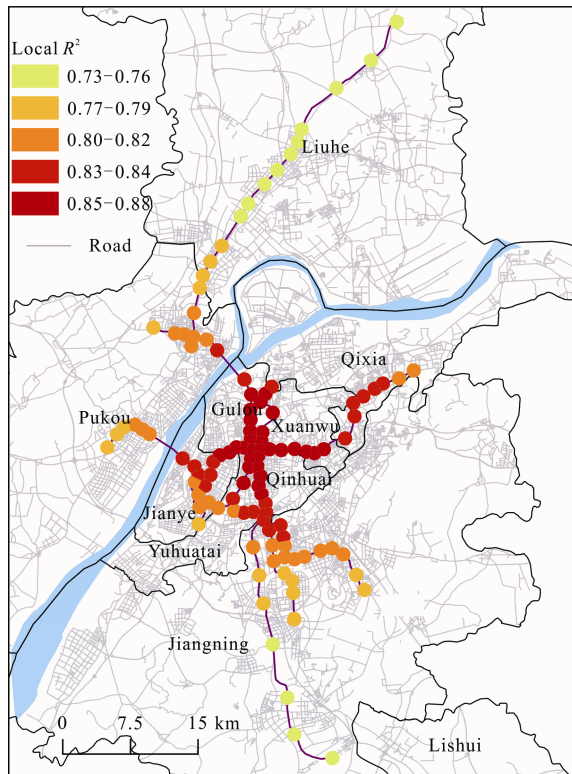 Local R²
0.73−0.76
0.77−0.79
0.80−0.82
0.83−0.84
0.85−0.88
Road
Liuhe
Qixia
Gulou
Pukou
Xuanwu
Qinhuai
Jianye
Yuhuatai
Jiangning
0 7.5 15 km
Lishui